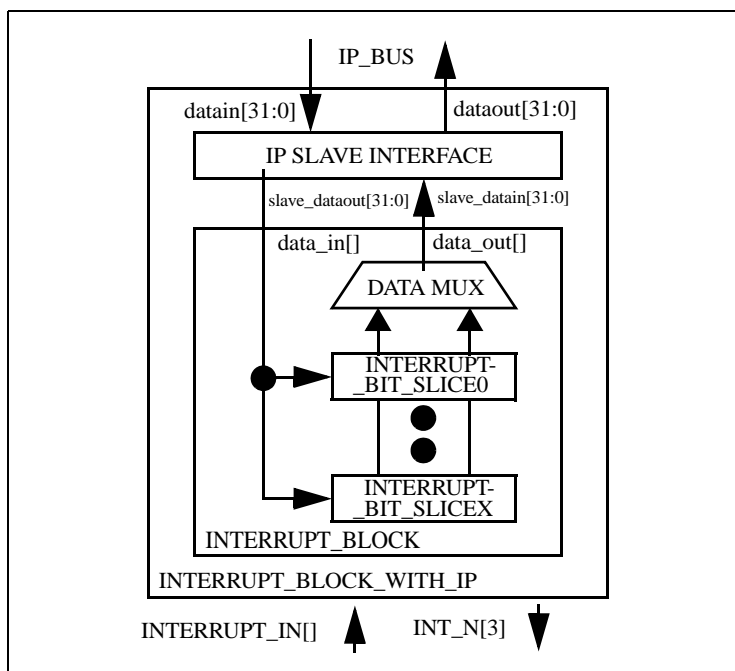 IP_BUS
datain[31:0]
dataout[31:0]
IP SLAVE INTERFACE
slave_dataout[31:0]
slave_datain[31:0]
data_in[]
data_out[]
DATA MUX
INTERRUPT-
_BIT_SLICE0
INTERRUPT-
_BIT_SLICEX
INTERRUPT_BLOCK
INTERRUPT_BLOCK_WITH_IP
INTERRUPT_IN[]
INT_N[3]